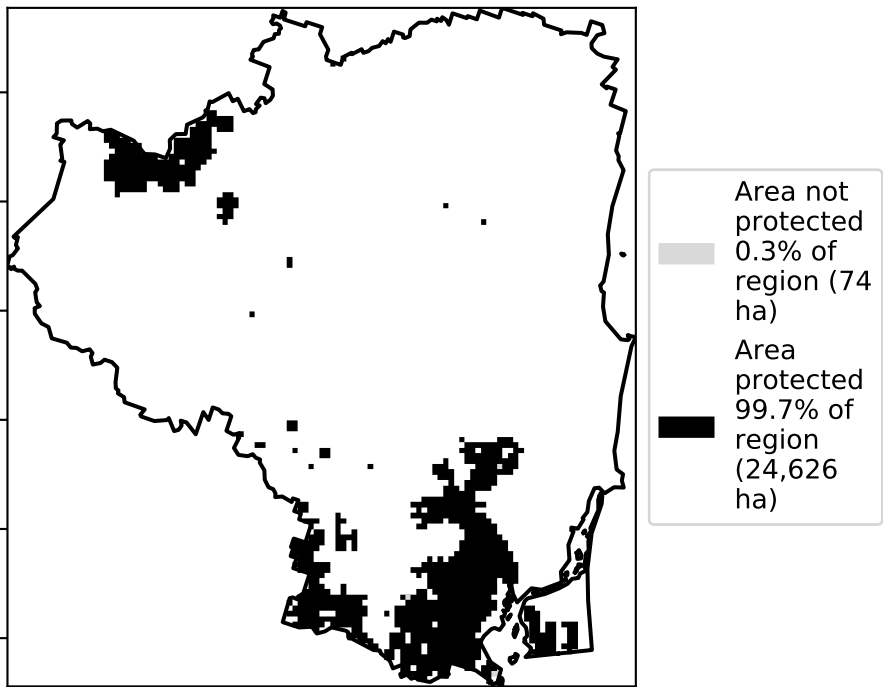 Area not
protected
0.3% of
region (74
ha)
Area
protected
99.7% of
region
(24,626
ha)